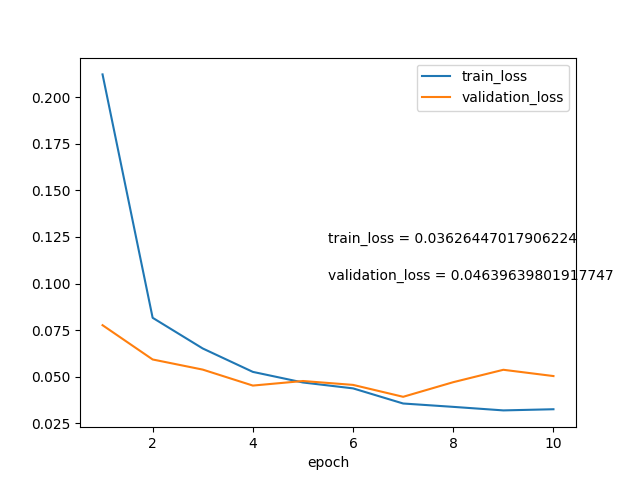 train_loss
validation_loss
0.200
0.175
0.150
0.125
0.100
0.075
0.050
0.025
train_loss = 0.03626447017906224
validation_loss = 0.04639639801917747
2
4
6
8
10
epoch